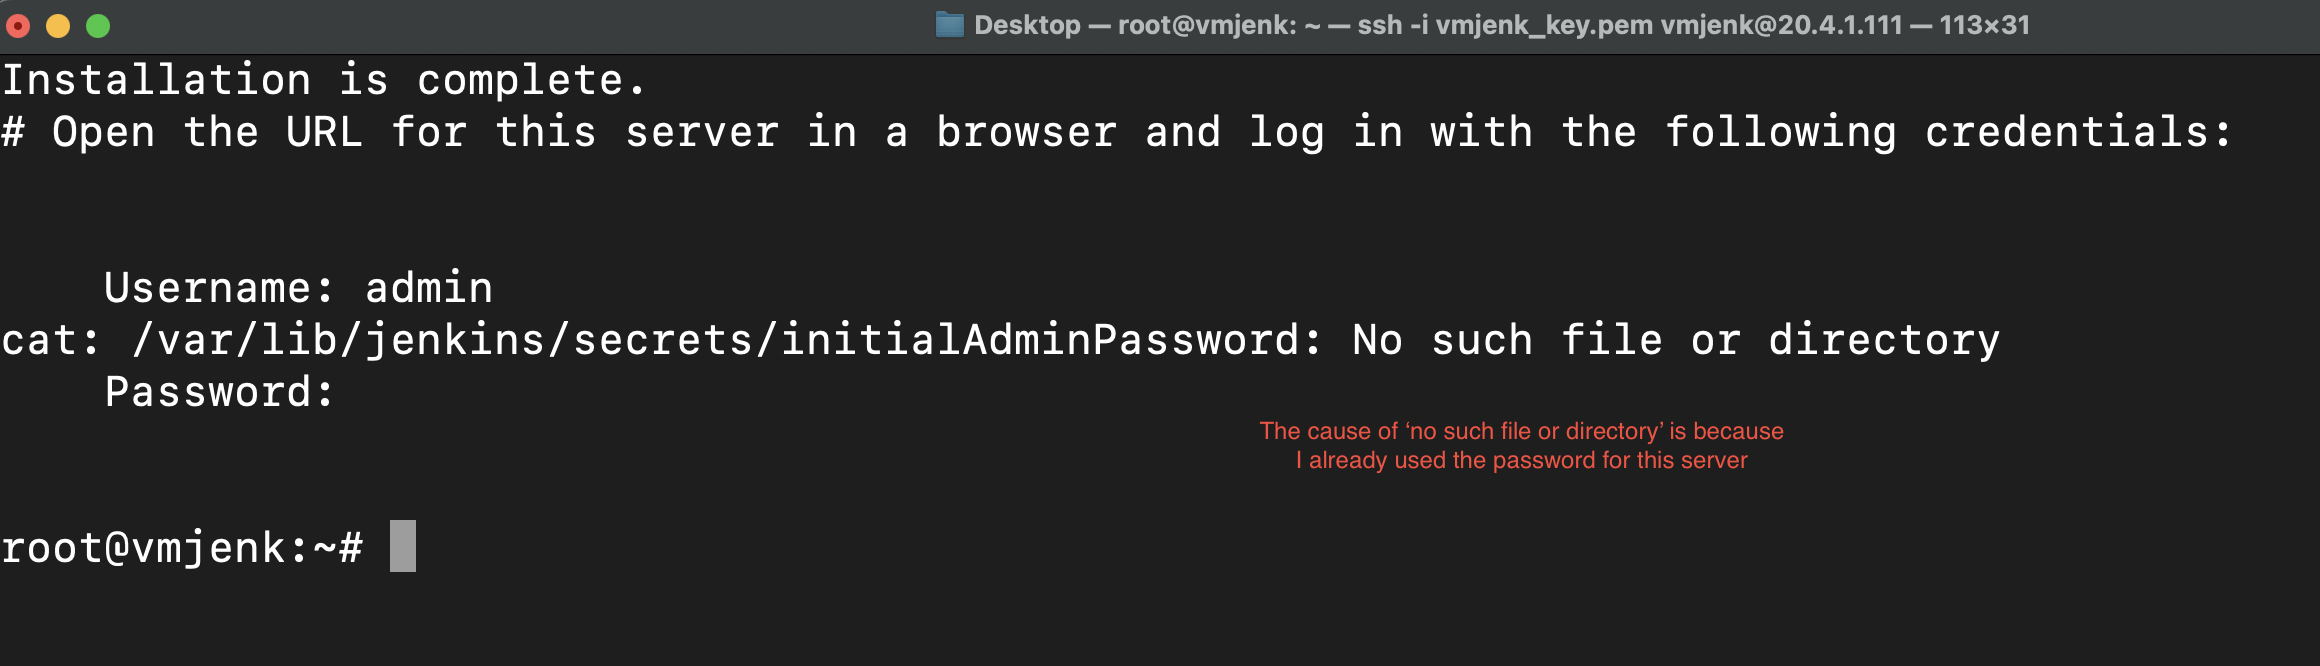 Desktop — root@vmjenk: ~ — ssh -i vmjenk_key.pem vmjenk@20.4.1.111 — 113×31
Installation is complete.
# Open the URL for this server in a browser and log in with the following credentials:
Username: admin
cat: /var/lib/jenkins/secrets/initialAdminPassword: No such file or directory
Password:
The cause of ‘no such file or directory’ is because
I already used the password for this server
root@vmjenk:~#